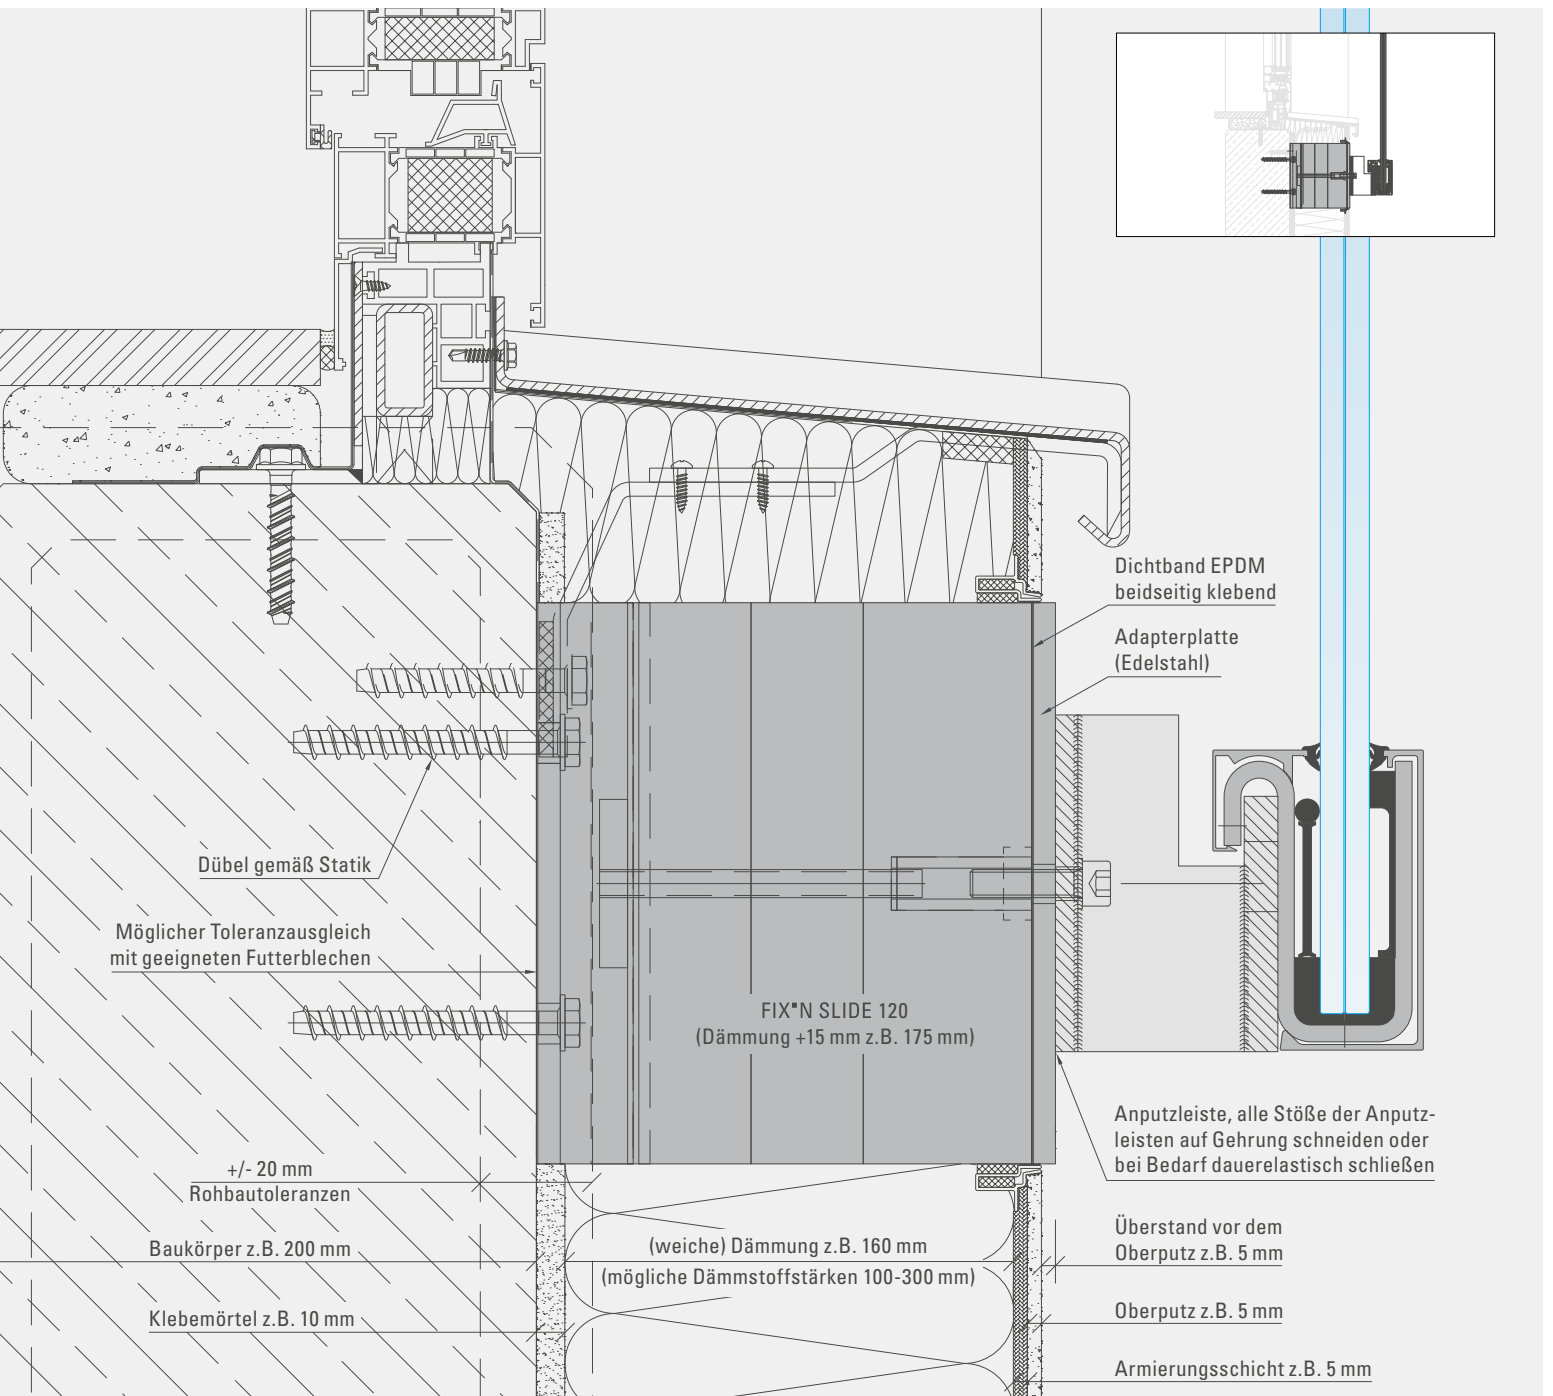 Dichtband EPDM
beidseitig klebend
Adapterplatte
(Edelstahl)
Dübel gemäß Statik
Möglicher Toleranzausgleich
mit geeigneten Futterblechen
FIX■N SLIDE 120
(Dämmung +15 mm z.B. 175 mm)
Anputzleiste, alle Stöße der Anputz-
leisten auf Gehrung schneiden oder
bei Bedarf dauerelastisch schließen
+/- 20 mm
Rohbautoleranzen
Überstand vor dem
Oberputz z.B. 5 mm
Baukörper z.B. 200 mm
(weiche) Dämmung z.B. 160 mm
(mögliche Dämmstoffstärken 100-300 mm)
Klebemörtel z.B. 10 mm
Oberputz z.B. 5 mm
Armierungsschicht z.B. 5 mm